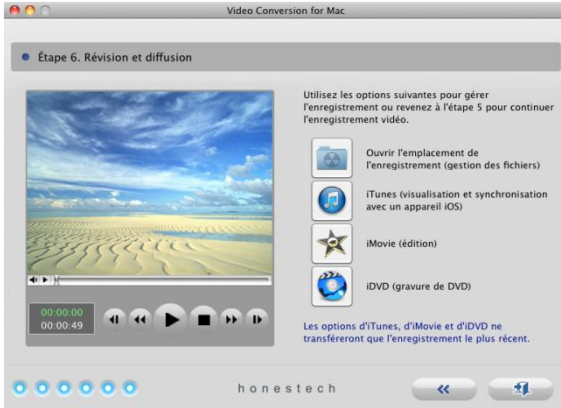 Video Conversion for Mac
Étape 6. Révision et diffusion
Utilisez les options suivantes pour gérer
l'enregistrement ou revenez à l'étape 5 pour continuer
l'enregistrement vidéo.
Ouvrir l'emplacement de
l'enregistrement (gestion des fichiers)
iTunes (visualisation et synchronisation
avec un appareil iOS)
iMovie (édition)
iDVD (gravure de DVD)
00:00:00
00:00:49
Les options d'iTunes, d'iMovie et d'iDVD ne
transféreront que l'enregistrement le plus récent.
honestech